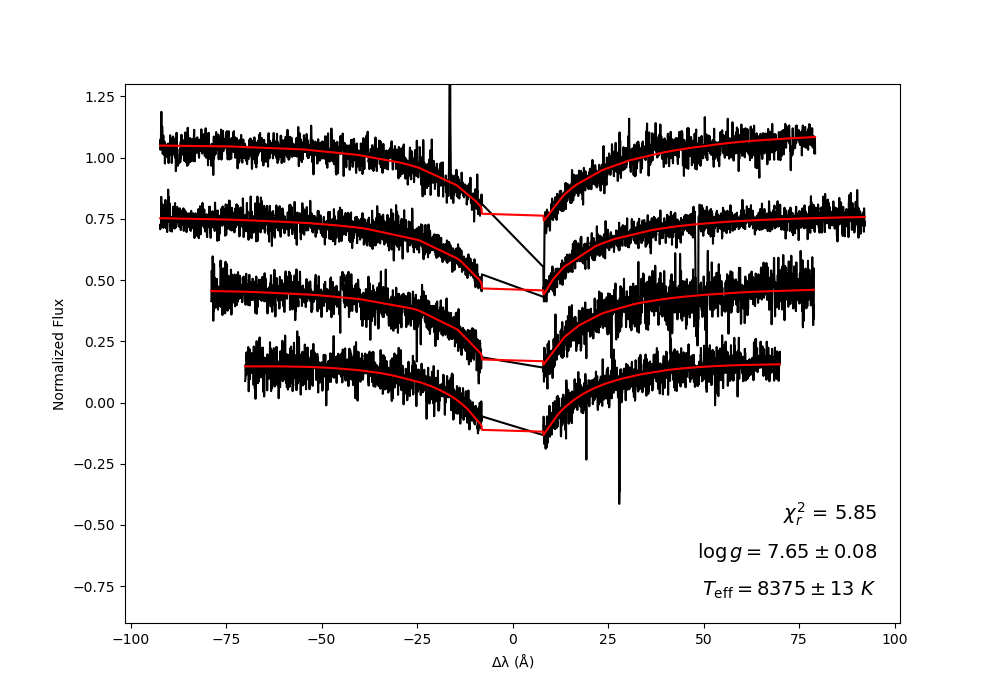 1.25
1.00
0.75
0.50
0.25
0.00
−0.25
−0.50
−0.75
Normalized Flux
χ²ᵣ = 5.85
log g = 7.65 ± 0.08
T_eff = 8375 ± 13 K
−100 −75 −50 −25 0 25 50 75 100
Δλ (Å)